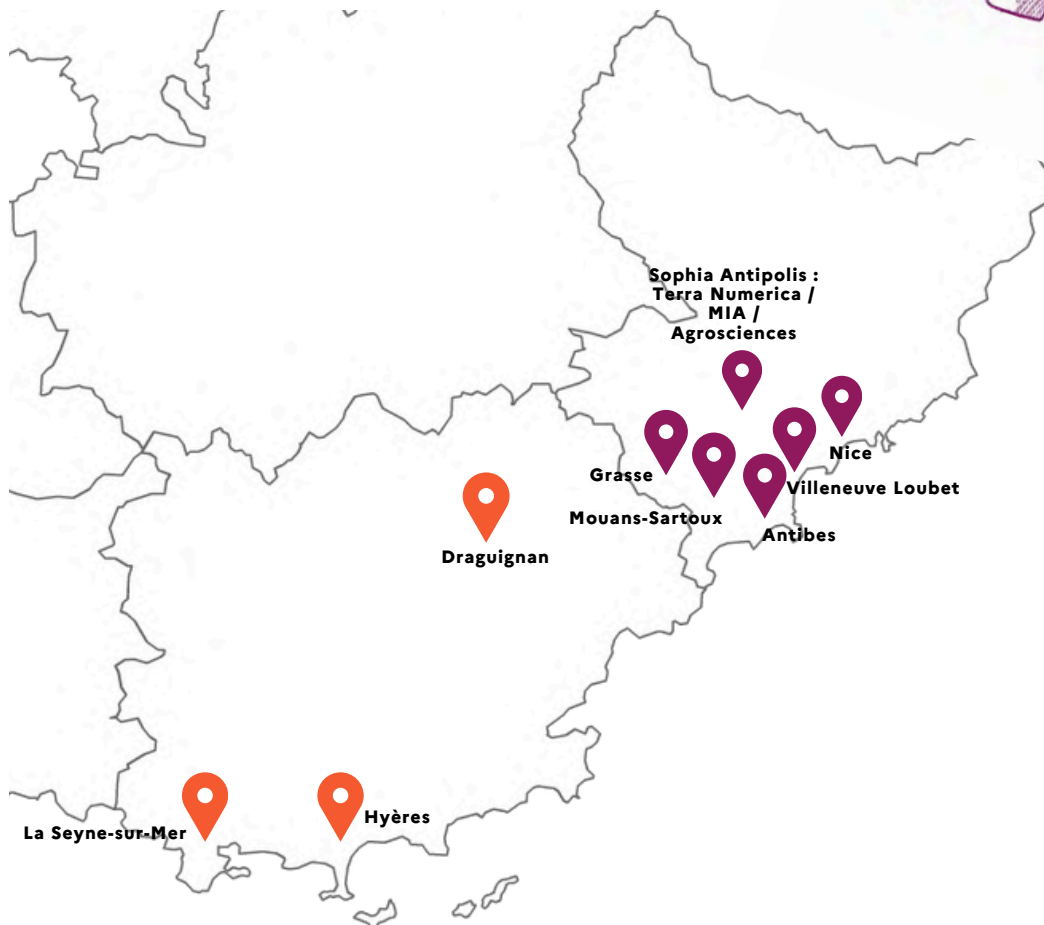 Sophia Antipolis :
Terra Numerica /
MIA /
Agrosciences
Nice
Grasse
Villeneuve Loubet
Mouans-Sartoux
Antibes
Draguignan
Hyères
La Seyne-sur-Mer